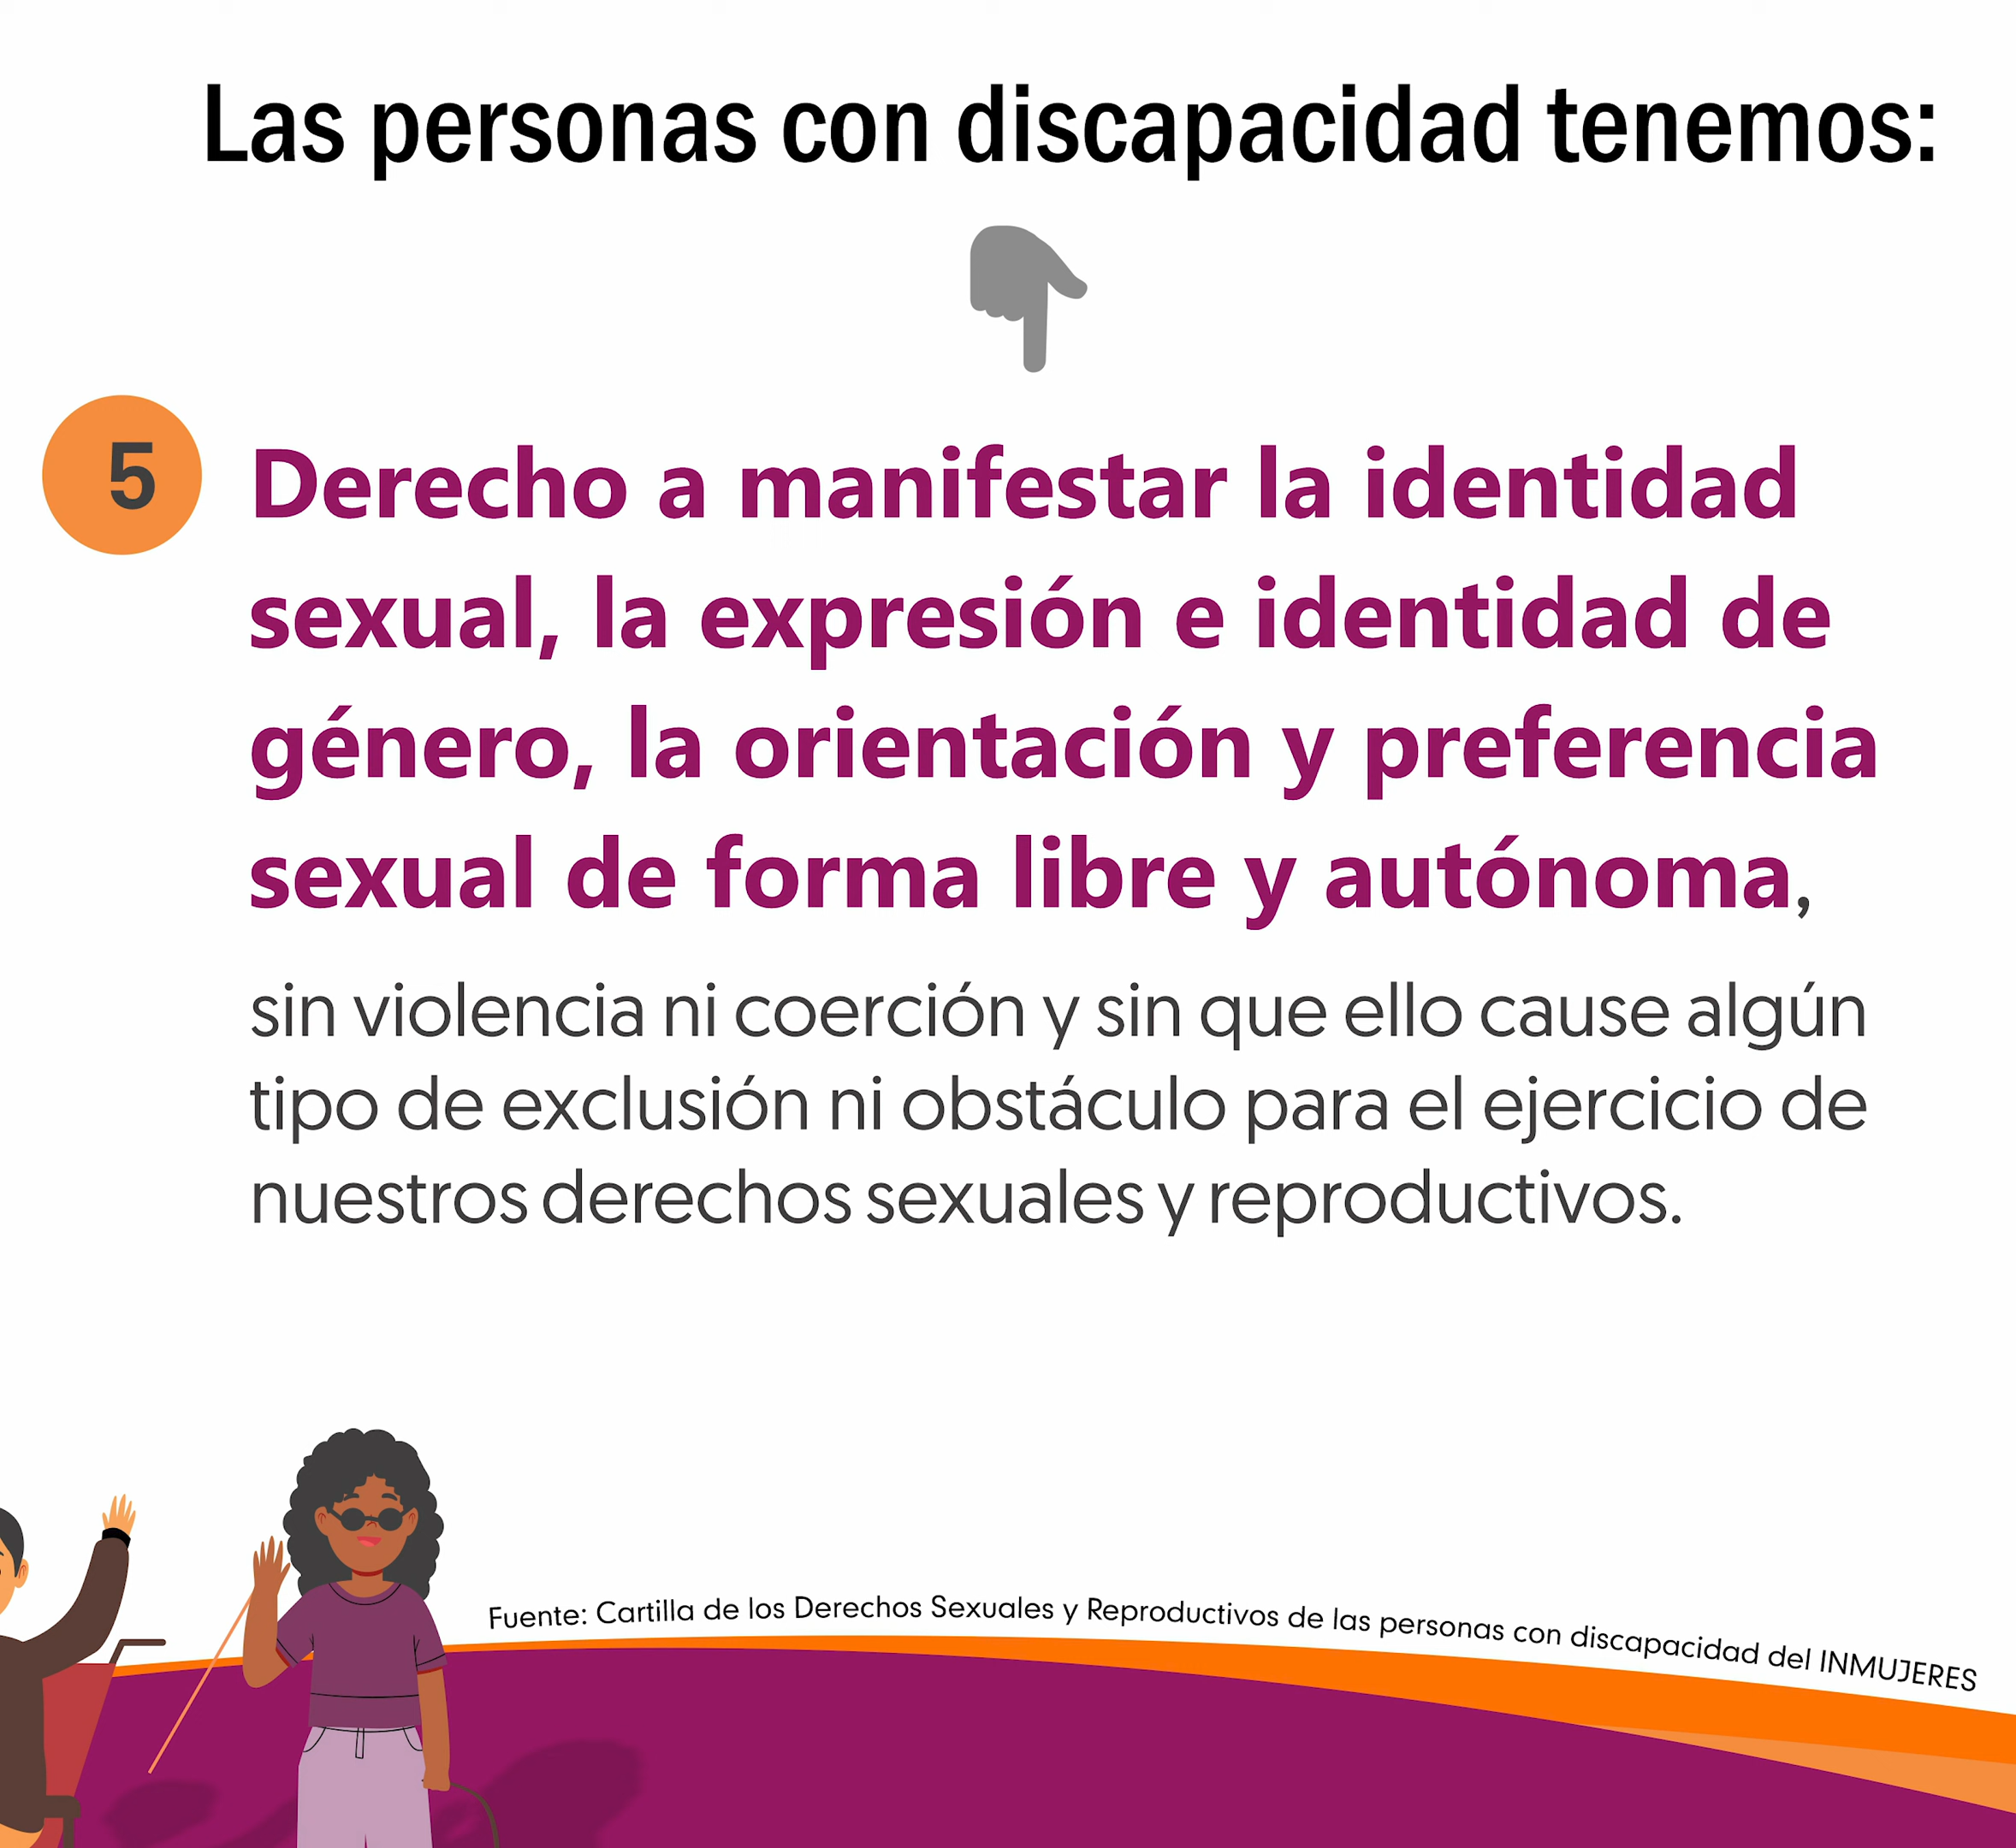 Las personas con discapacidad tenemos:
5
Derecho a manifestar la identidad
sexual, la expresión e identidad de
género, la orientación y preferencia
sexual de forma libre y autónoma,
sin violencia ni coerción y sin que ello cause algún
tipo de exclusión ni obstáculo para el ejercicio de
nuestros derechos sexuales y reproductivos.
Fuente: Cartilla de los Derechos Sexuales y Reproductivos de las personas con discapacidad del INMUJERES